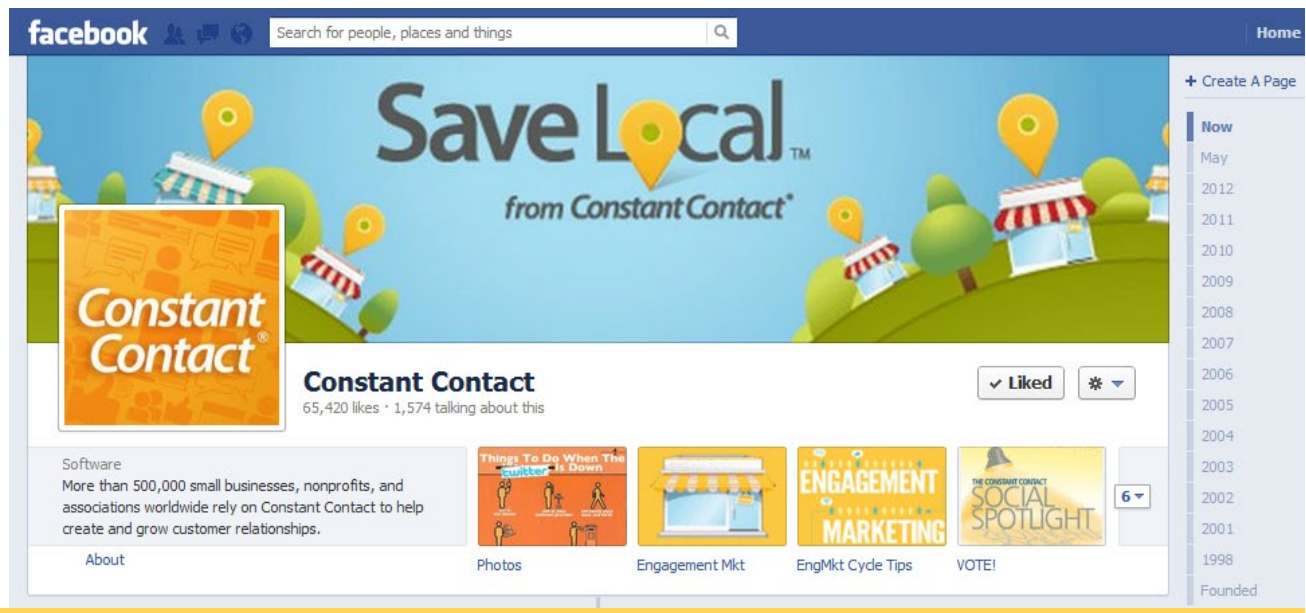 facebook
Search for people, places and things
Home
Save Local™
from Constant Contact®
Constant
Contact®
Constant Contact
65,420 likes · 1,574 talking about this
✓ Liked
Software
More than 500,000 small businesses, nonprofits, and
associations worldwide rely on Constant Contact to help
create and grow customer relationships.
About
Things To Do When The
twitter Is Down
Photos
Engagement Mkt
ENGAGEMENT
MARKETING
EngMkt Cycle Tips
THE CONSTANT CONTACT
SOCIAL
SPOTLIGHT
VOTE!
6
+ Create A Page
Now
May
2012
2011
2010
2009
2008
2007
2006
2005
2004
2003
2002
2001
1998
Founded